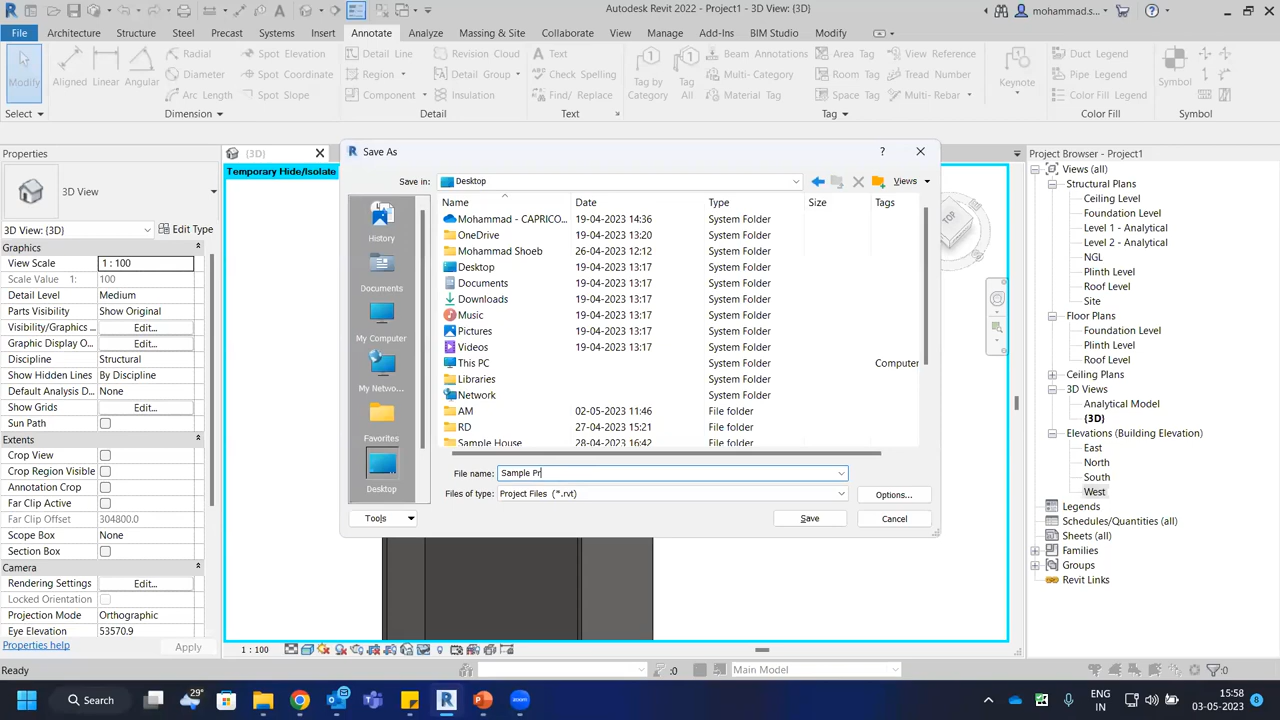 Autodesk Revit 2022 - Project1 - 3D View: {3D}
mohammad.s...
File Architecture Structure Steel Precast Systems Insert Annotate Analyze Massing & Site Collaborate View Manage Add-Ins BIM Studio Modify
Modify
Select
Aligned Linear Angular
Radial
Diameter
Arc Length
Spot Elevation
Spot Coordinate
Spot Slope
Dimension
Detail Line
Region
Component
Revision Cloud
Detail Group
Insulation
Detail
Text
Check Spelling
Find/ Replace
Text
Tag by Category
Tag All
Beam Annotations
Multi- Category
Material Tag
Area Tag
Room Tag
Space Tag
View Reference
Tread Number
Multi- Rebar
Tag
Keynote
Duct Legend
Pipe Legend
Color Fill Legend
Color Fill
Symbol
Symbol
Properties
3D View
3D View: {3D}
Edit Type
Graphics
View Scale 1 : 100
Scale Value 1: 100
Detail Level Medium
Parts Visibility Show Original
Visibility/Graphics ... Edit...
Graphic Display O... Edit...
Discipline Structural
Show Hidden Lines By Discipline
Default Analysis D... None
Show Grids Edit...
Sun Path
Extents
Crop View
Crop Region Visible
Annotation Crop
Far Clip Active
Far Clip Offset 304800.0
Scope Box None
Section Box
Camera
Rendering Settings Edit...
Locked Orientation
Projection Mode Orthographic
Eye Elevation 53570.9
Properties help
Apply
{3D}
Temporary Hide/Isolate
TOP
Save As
Save in: Desktop
Views
History
Documents
My Computer
My Netwo...
Favorites
Desktop
Name Date Type Size Tags
Mohammad - CAPRICO... 19-04-2023 14:36 System Folder
OneDrive 19-04-2023 13:20 System Folder
Mohammad Shoeb 26-04-2023 12:12 System Folder
Desktop 19-04-2023 13:17 System Folder
Documents 19-04-2023 13:17 System Folder
Downloads 19-04-2023 13:17 System Folder
Music 19-04-2023 13:17 System Folder
Pictures 19-04-2023 13:17 System Folder
Videos 19-04-2023 13:17 System Folder
This PC System Folder Computer
Libraries System Folder
Network System Folder
AM 02-05-2023 11:46 File folder
RD 27-04-2023 15:21 File folder
Sample House 28-04-2023 16:42 File folder
File name: Sample Pr
Files of type: Project Files (*.rvt)
Options...
Tools
Save
Cancel
Project Browser - Project1
Views (all)
Structural Plans
Ceiling Level
Foundation Level
Level 1 - Analytical
Level 2 - Analytical
NGL
Plinth Level
Roof Level
Site
Floor Plans
Foundation Level
Plinth Level
Roof Level
Ceiling Plans
3D Views
Analytical Model
{3D}
Elevations (Building Elevation)
East
North
South
West
Legends
Schedules/Quantities (all)
Sheets (all)
Families
Groups
Revit Links
1 : 100
Ready
:0
Main Model
:0
Search
29°
ENG
IN
15:58
03-05-2023
8